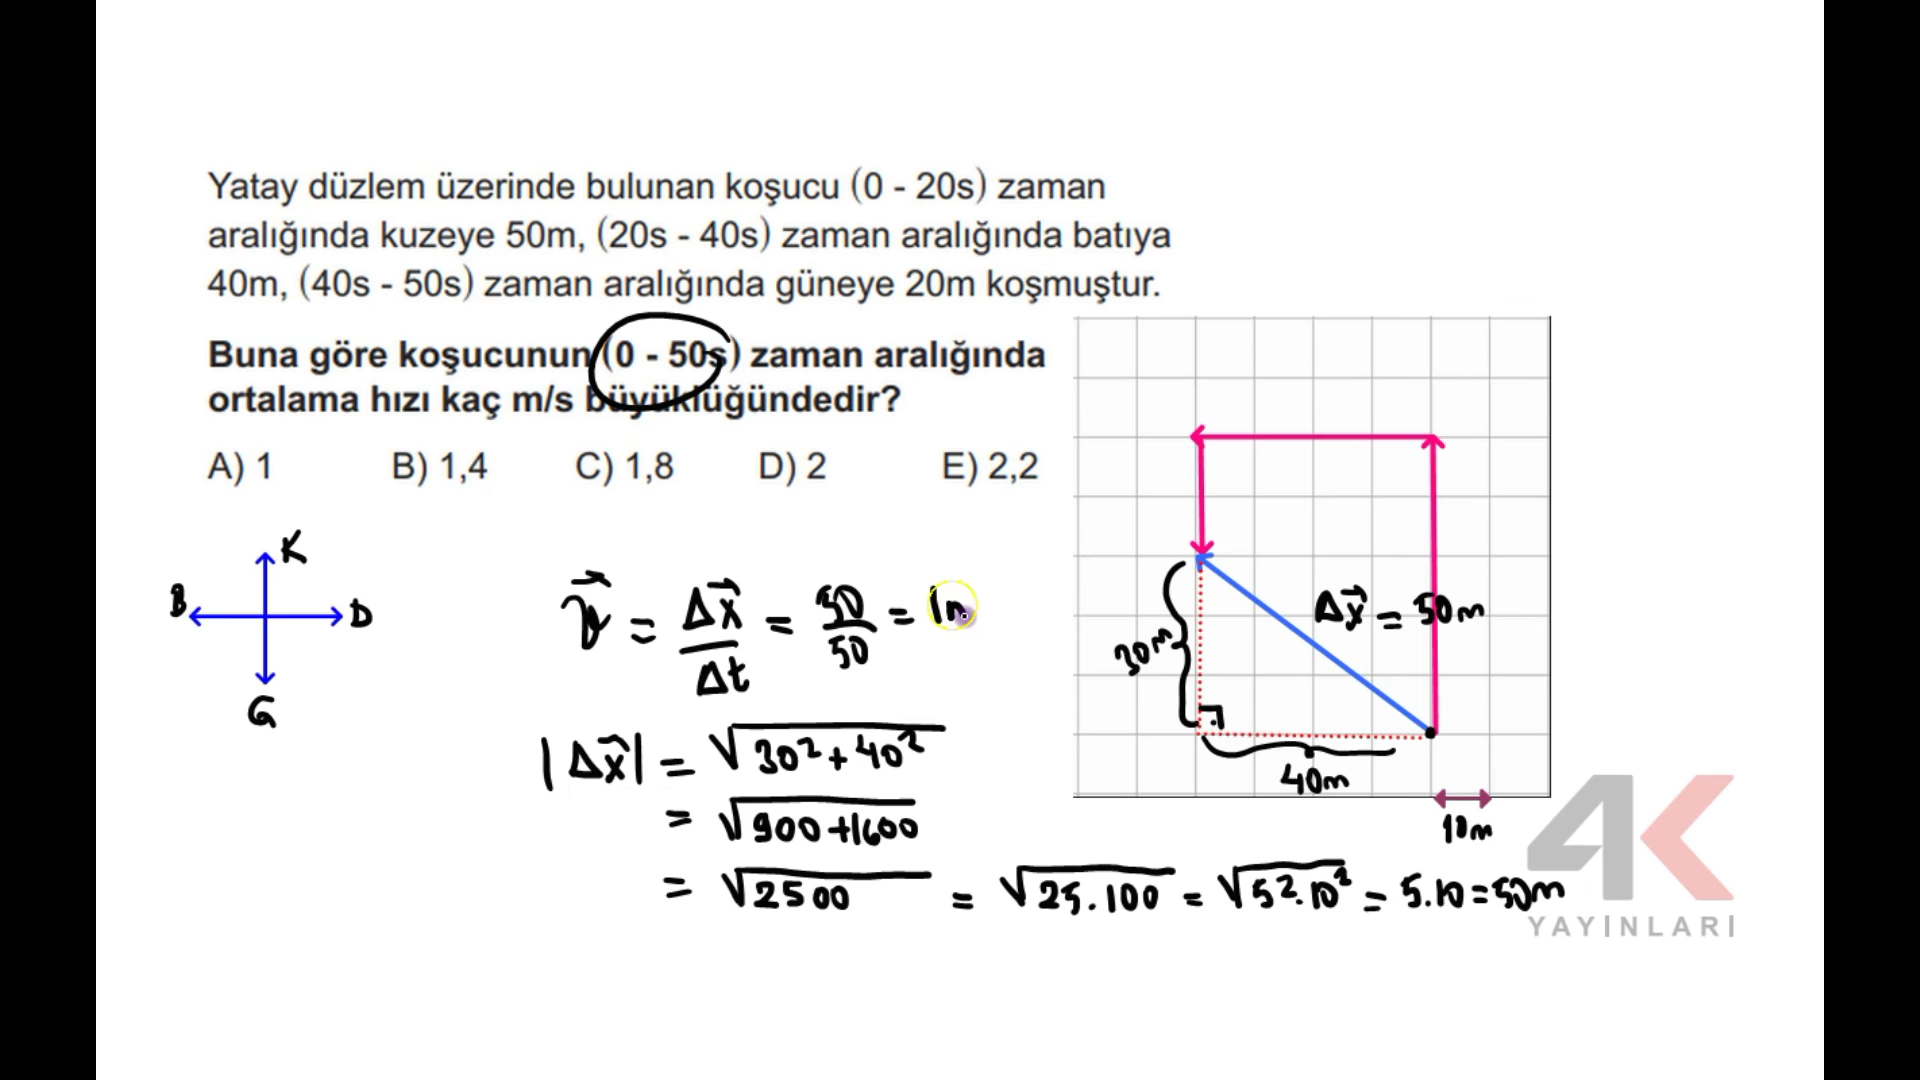 Yatay düzlem üzerinde bulunan koşucu (0 - 20s) zaman
aralığında kuzeye 50m, (20s - 40s) zaman aralığında batıya
40m, (40s - 50s) zaman aralığında güneye 20m koşmuştur.
Buna göre koşucunun (0 - 50s) zaman aralığında
ortalama hızı kaç m/s büyüklüğündedir?
A) 1 B) 1,4 C) 1,8 D) 2 E) 2,2
K
B D
G
v⃗ = Δx⃗/Δt = 50/50 = 1m
|Δx⃗| = √(30² + 40²)
= √(900 + 1600)
= √2500 = √(25.100) = √(5².10²) = 5.10 = 50m
Δx⃗ = 50m
30m
40m
10m
4K
YAYINLARI